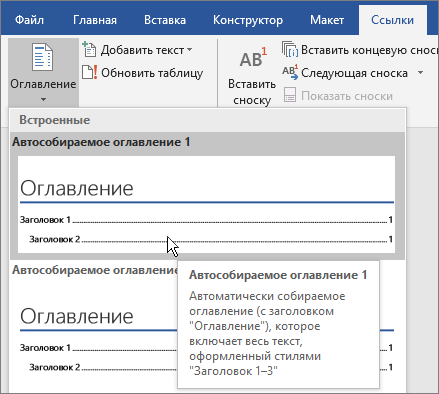 Файл Главная Вставка Конструктор Макет Ссылки
Оглавление
Добавить текст
Обновить таблицу
AB1
Вставить
сноску
Вставить концевую снос
AB1
Следующая сноска
Показать сноски
Встроенные
Автособираемое оглавление 1
Оглавление
Заголовок 1 1
Заголовок 2 1
Автособираемое оглавление
Оглавление
Заголовок 1
Заголовок 2 1
Автособираемое оглавление 1
Автоматически собираемое
оглавление (с заголовком
"Оглавление"), которое
включает весь текст,
оформленный стилями
"Заголовок 1–3"